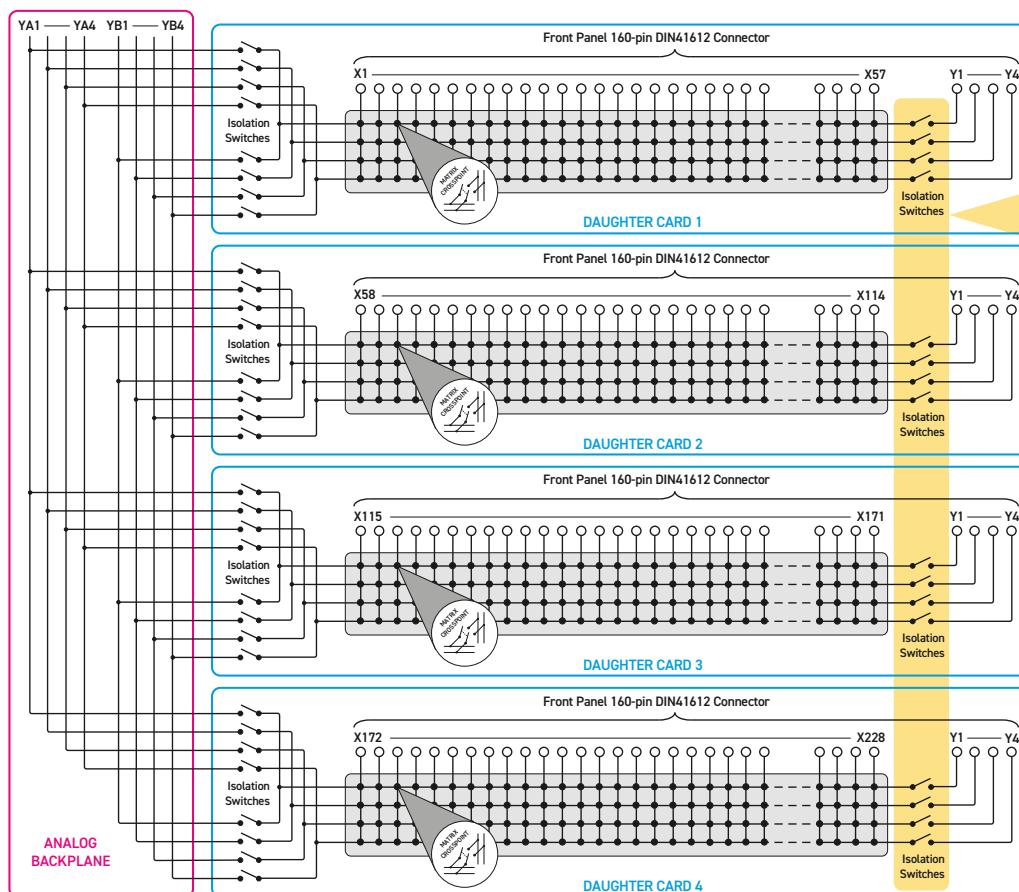 YA1 YA4 YB1 YB4
Front Panel 160-pin DIN41612 Connector
X1 X57 Y1 Y4
Isolation
Switches
MATRIX
CROSSPOINT
Isolation
Switches
DAUGHTER CARD 1
Front Panel 160-pin DIN41612 Connector
X58 X114 Y1 Y4
Isolation
Switches
MATRIX
CROSSPOINT
Isolation
Switches
DAUGHTER CARD 2
Front Panel 160-pin DIN41612 Connector
X115 X171 Y1 Y4
Isolation
Switches
MATRIX
CROSSPOINT
Isolation
Switches
DAUGHTER CARD 3
Front Panel 160-pin DIN41612 Connector
X172 X228 Y1 Y4
Isolation
Switches
MATRIX
CROSSPOINT
Isolation
Switches
DAUGHTER CARD 4
ANALOG
BACKPLANE